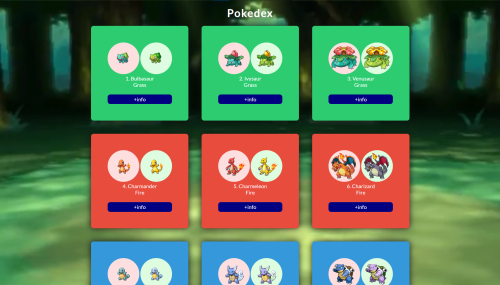 Pokedex
1. Bulbasaur
Grass
+info
2. Ivysaur
Grass
+info
3. Venusaur
Grass
+info
4. Charmander
Fire
+info
5. Charmeleon
Fire
+info
6. Charizard
Fire
+info